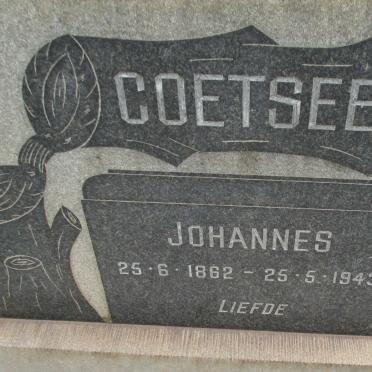 COETSEE
JOHANNES
25·6·1862 – 25·5·1943
LIEFDE